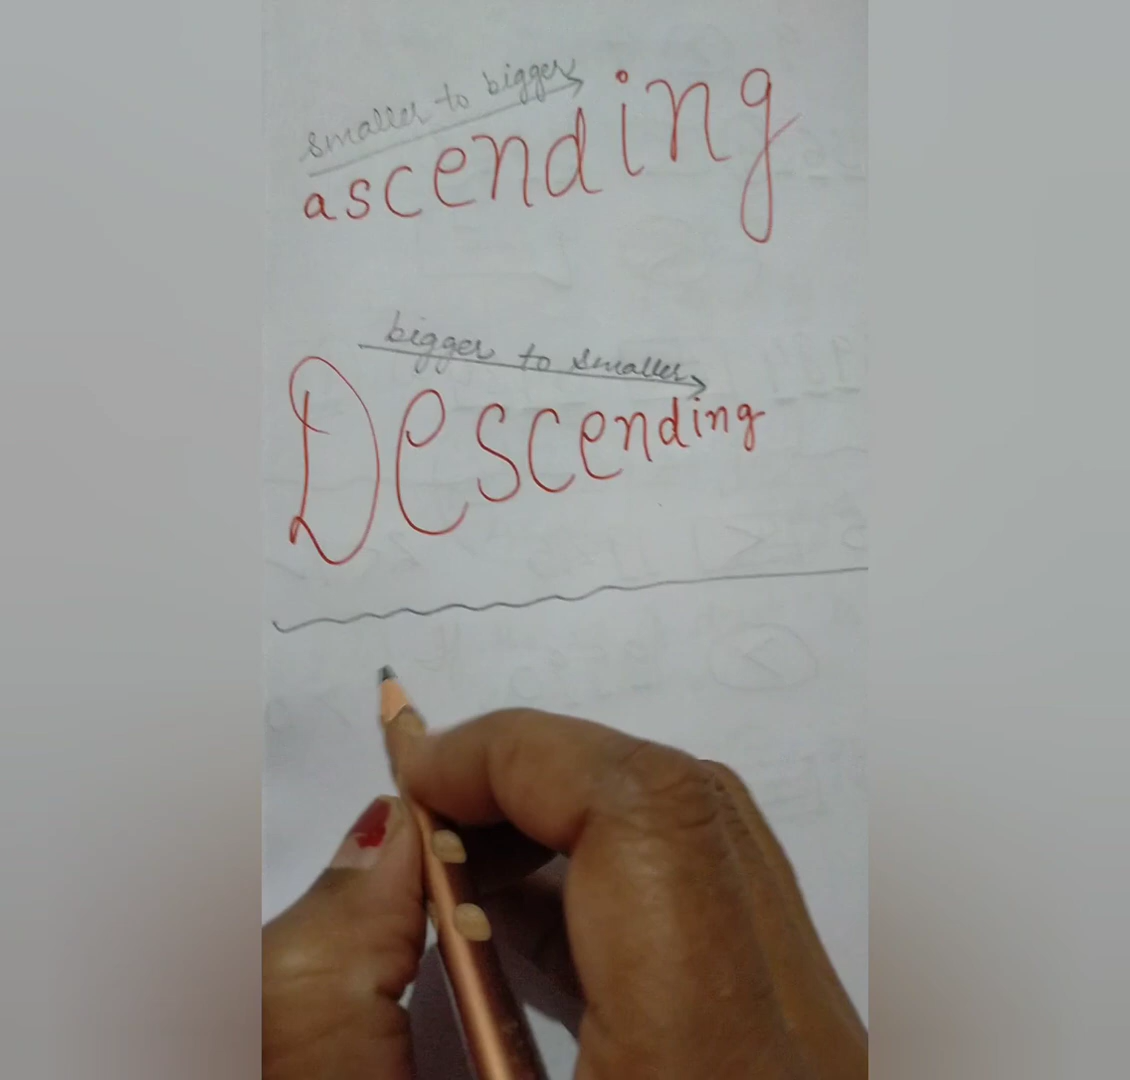 smaller to bigger
ascending
bigger to smaller
Descending